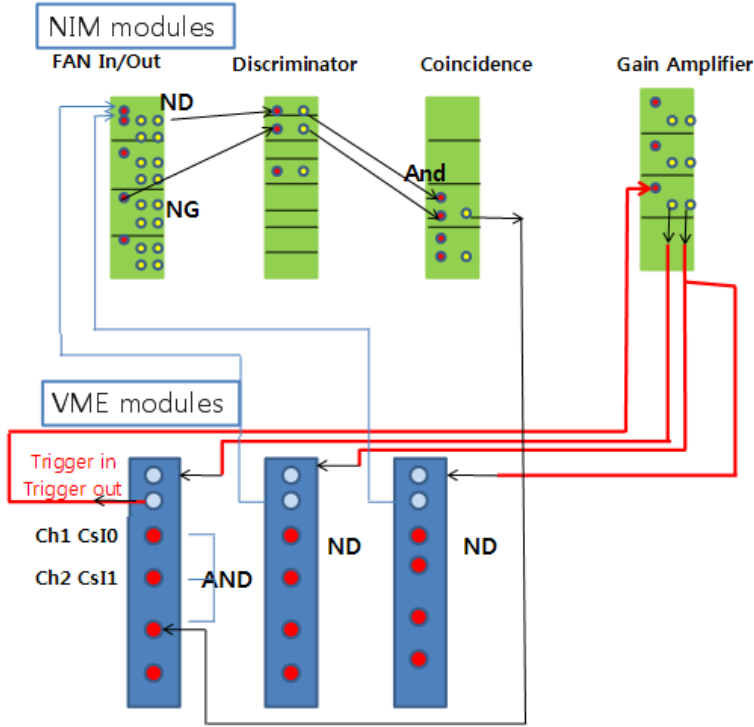 NIM modules
FAN In/Out
Discriminator
Coincidence
Gain Amplifier
ND
And
NG
VME modules
Trigger in
Trigger out
Ch1 CsI0
ND
ND
Ch2 CsI1
AND